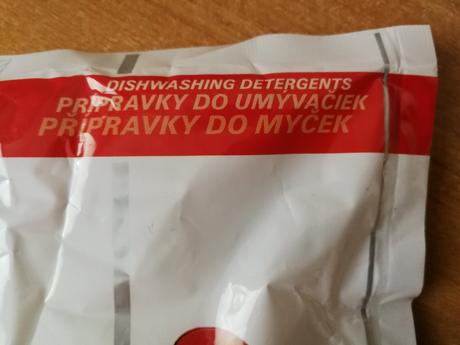 DISHWASHING DETERGENTS
PRÍPRAVKY DO UMÝVAČIEK
PŘÍPRAVKY DO MYČEK